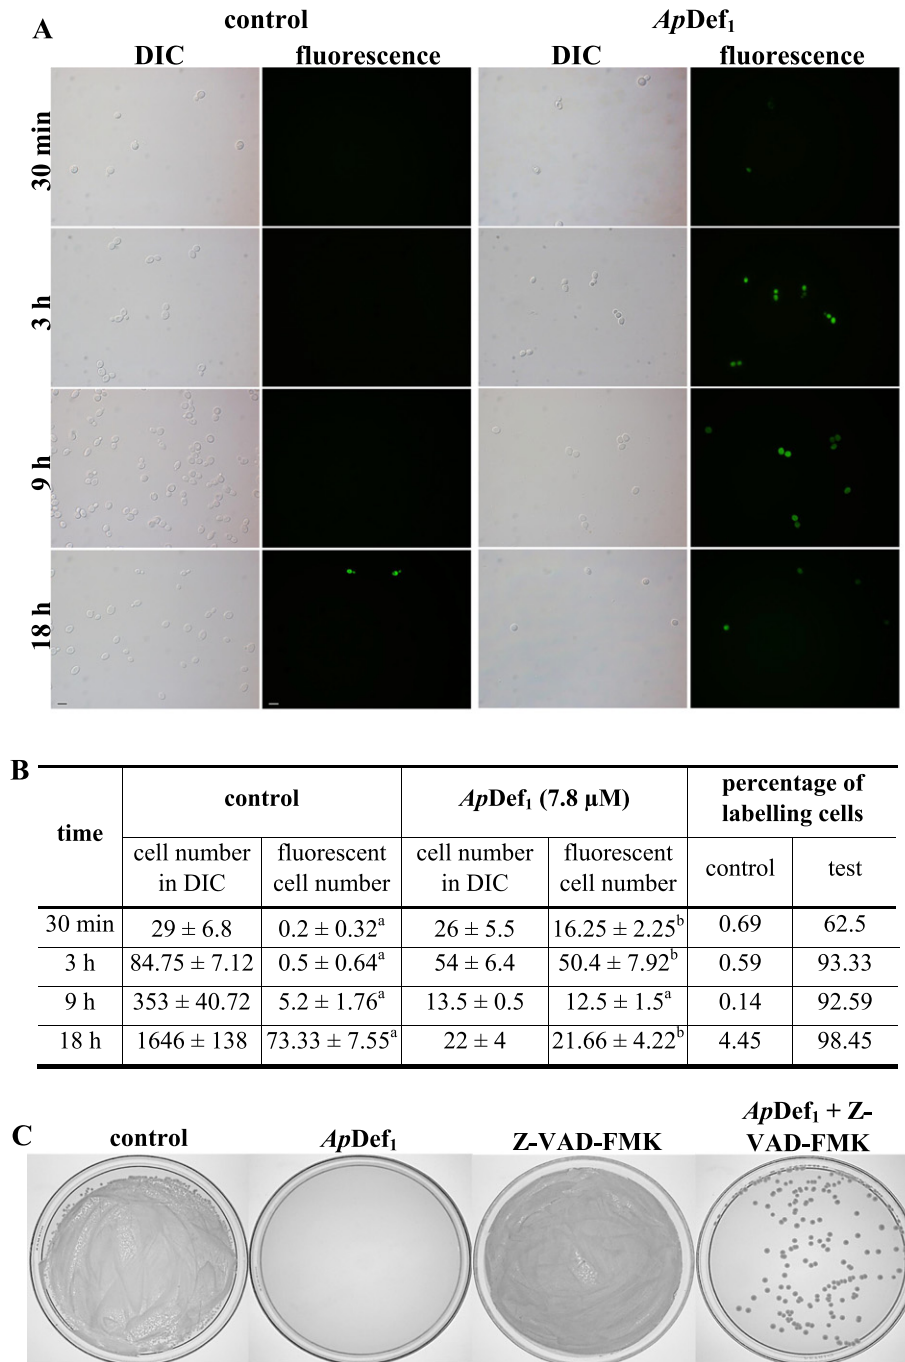 A
control
ApDef1
DIC
fluorescence
DIC
fluorescence
30 min
3 h
9 h
18 h
B
time
control
ApDef1 (7.8 µM)
percentage of
labelling cells
cell number
in DIC
fluorescent
cell number
cell number
in DIC
fluorescent
cell number
control
test
30 min 29 ± 6.8 0.2 ± 0.32a 26 ± 5.5 16.25 ± 2.25b 0.69 62.5
3 h 84.75 ± 7.12 0.5 ± 0.64a 54 ± 6.4 50.4 ± 7.92b 0.59 93.33
9 h 353 ± 40.72 5.2 ± 1.76a 13.5 ± 0.5 12.5 ± 1.5a 0.14 92.59
18 h 1646 ± 138 73.33 ± 7.55a 22 ± 4 21.66 ± 4.22b 4.45 98.45
C
control
ApDef1
Z-VAD-FMK
ApDef1 + Z-
VAD-FMK